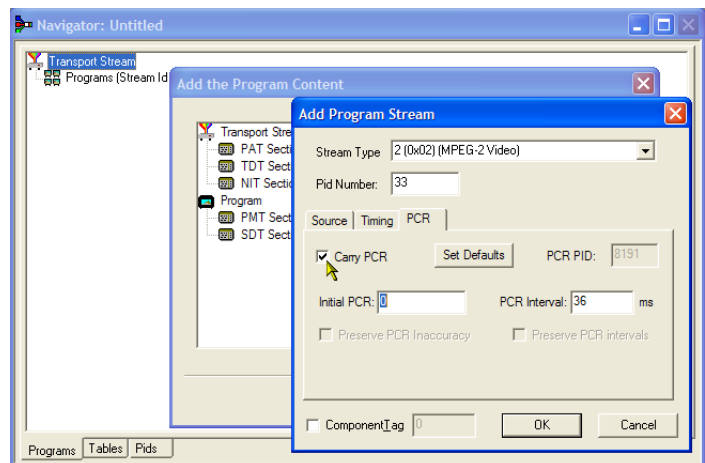 Navigator: Untitled
Transport Stream
Programs (Stream Id
Add the Program Content
Transport Stre
PAT Secti
TDT Sect
NIT Sectio
Program
PMT Sect
SDT Sect
Add Program Stream
Stream Type 2 (0x02) (MPEG-2 Video)
Pid Number: 33
Source Timing PCR
Carry PCR Set Defaults PCR PID: 8191
Initial PCR: 0 PCR Interval: 36 ms
Preserve PCR Inaccuracy Preserve PCR intervals
ComponentTag 0 OK Cancel
Programs Tables Pids